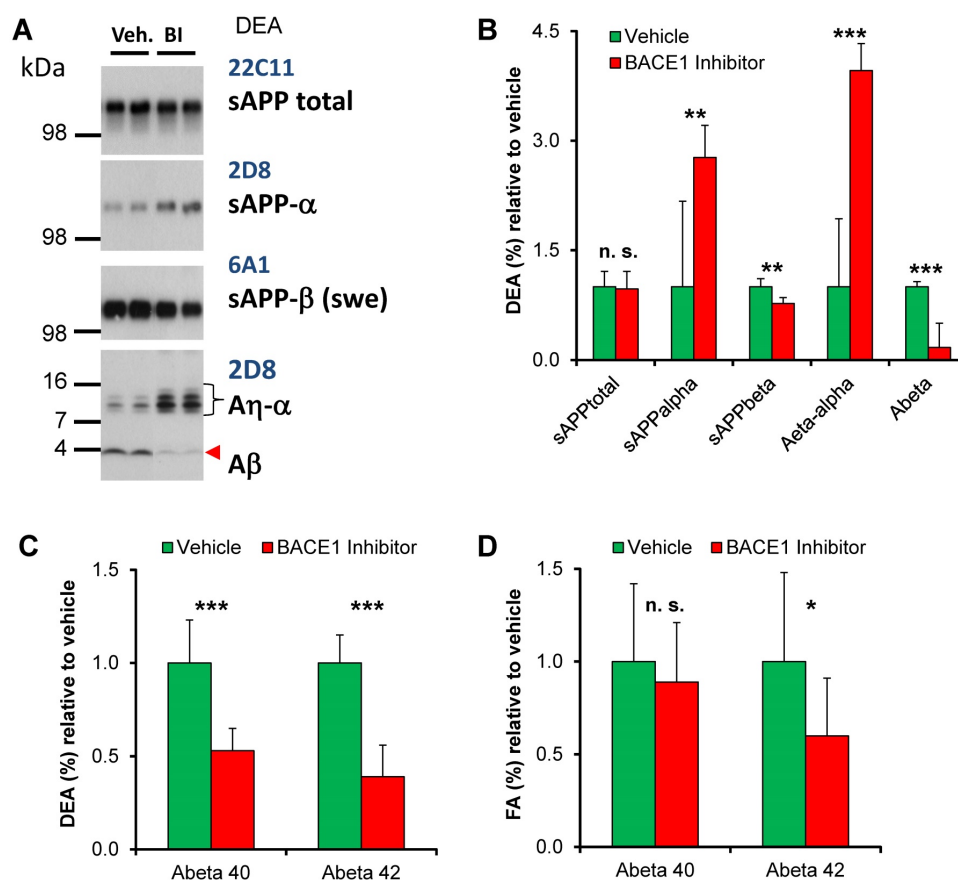 A
Veh. BI DEA
kDa
22C11
sAPP total
98
2D8
sAPP-α
98
6A1
sAPP-β (swe)
98
2D8
16
Aη-α
7
4
Aβ
B
Vehicle
BACE1 Inhibitor
DEA (%) relative to vehicle
4.5
3.0
1.5
0.0
n. s.
**
**
***
***
sAPPtotal
sAPPalpha
sAPPbeta
Aeta-alpha
Abeta
C
Vehicle BACE1 Inhibitor
DEA (%) relative to vehicle
1.5
1.0
0.5
0.0
*** ***
Abeta 40 Abeta 42
D
Vehicle BACE1 Inhibitor
FA (%) relative to vehicle
1.5
1.0
0.5
0.0
n. s. *
Abeta 40 Abeta 42